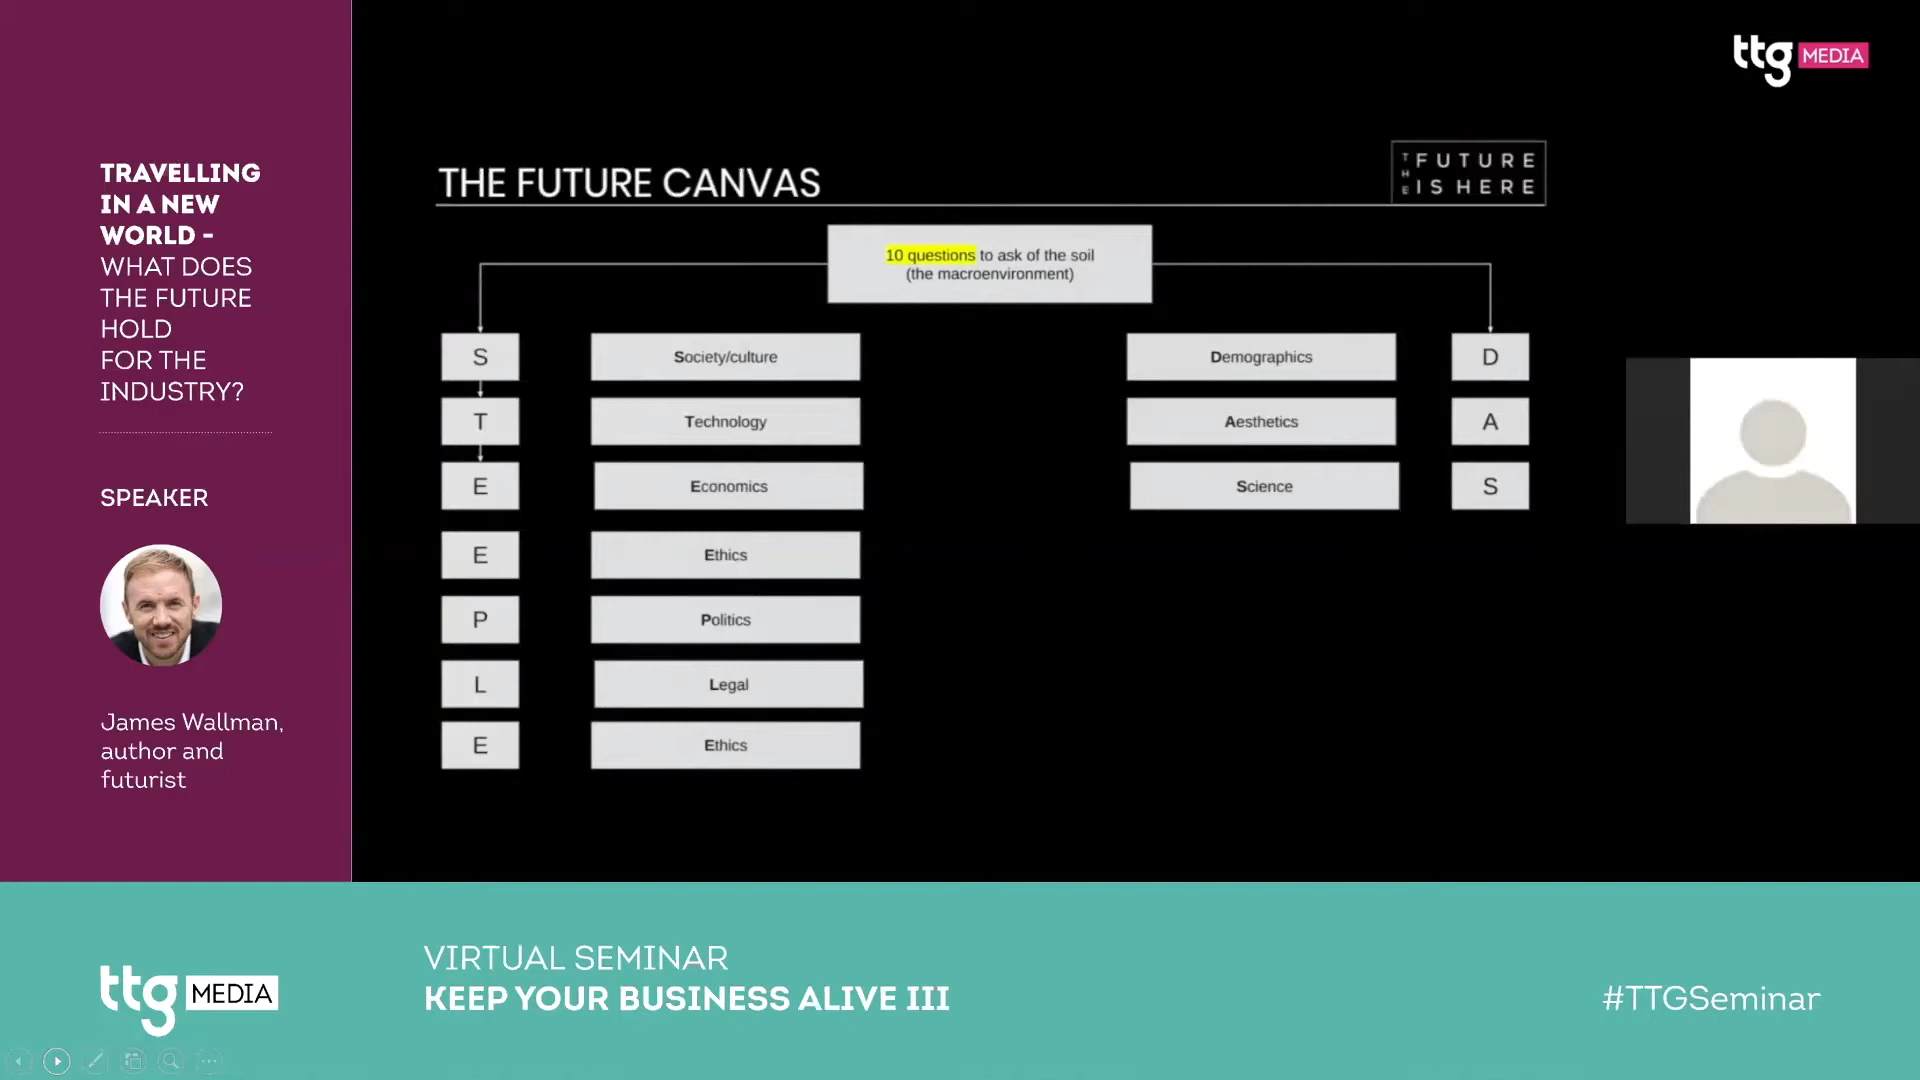 ttg MEDIA
TRAVELLING
IN A NEW
WORLD -
WHAT DOES
THE FUTURE
HOLD
FOR THE
INDUSTRY?
SPEAKER
James Wallman,
author and
futurist
THE FUTURE CANVAS
THE FUTURE
IS HERE
10 questions to ask of the soil
(the macroenvironment)
S Society/culture
T Technology
E Economics
E Ethics
P Politics
L Legal
E Ethics
Demographics D
Aesthetics A
Science S
ttg MEDIA
VIRTUAL SEMINAR
KEEP YOUR BUSINESS ALIVE III
#TTGSeminar